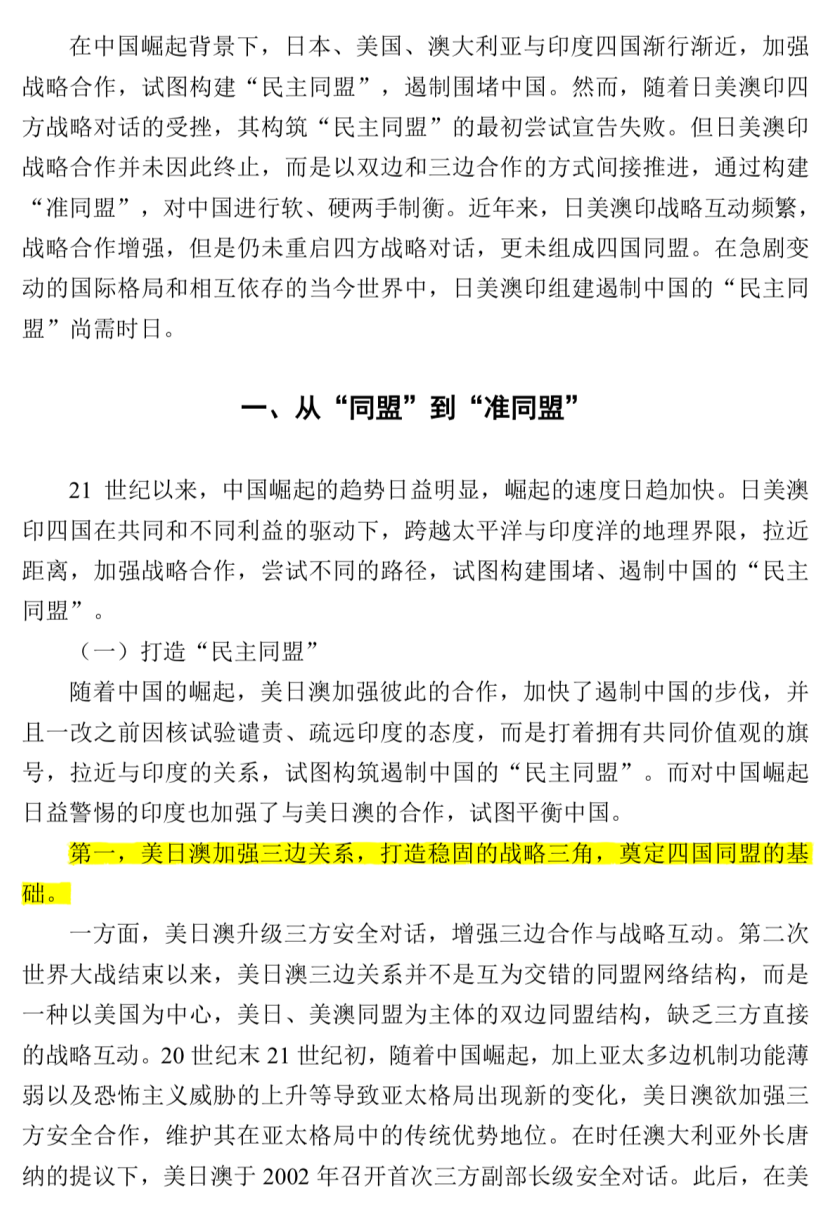 在中国崛起背景下，日本、美国、澳大利亚与印度四国渐行渐近，加强
战略合作，试图构建“民主同盟”，遏制围堵中国。然而，随着日美澳印四
方战略对话的受挫，其构筑“民主同盟”的最初尝试宣告失败。但日美澳印
战略合作并未因此终止，而是以双边和三边合作的方式间接推进，通过构建
“准同盟”，对中国进行软、硬两手制衡。近年来，日美澳印战略互动频繁，
战略合作增强，但是仍未重启四方战略对话，更未组成四国同盟。在急剧变
动的国际格局和相互依存的当今世界中，日美澳印组建遏制中国的“民主同
盟”尚需时日。
一、从“同盟”到“准同盟”
21 世纪以来，中国崛起的趋势日益明显，崛起的速度日趋加快。日美澳
印四国在共同和不同利益的驱动下，跨越太平洋与印度洋的地理界限，拉近
距离，加强战略合作，尝试不同的路径，试图构建围堵、遏制中国的“民主
同盟”。
（一）打造“民主同盟”
随着中国的崛起，美日澳加强彼此的合作，加快了遏制中国的步伐，并
且一改之前因核试验谴责、疏远印度的态度，而是打着拥有共同价值观的旗
号，拉近与印度的关系，试图构筑遏制中国的“民主同盟”。而对中国崛起
日益警惕的印度也加强了与美日澳的合作，试图平衡中国。
第一，美日澳加强三边关系，打造稳固的战略三角，奠定四国同盟的基
础。
一方面，美日澳升级三方安全对话，增强三边合作与战略互动。第二次
世界大战结束以来，美日澳三边关系并不是互为交错的同盟网络结构，而是
一种以美国为中心，美日、美澳同盟为主体的双边同盟结构，缺乏三方直接
的战略互动。20 世纪末 21 世纪初，随着中国崛起，加上亚太多边机制功能薄
弱以及恐怖主义威胁的上升等导致亚太格局出现新的变化，美日澳欲加强三
方安全合作，维护其在亚太格局中的传统优势地位。在时任澳大利亚外长唐
纳的提议下，美日澳于 2002 年召开首次三方副部长级安全对话。此后，在美